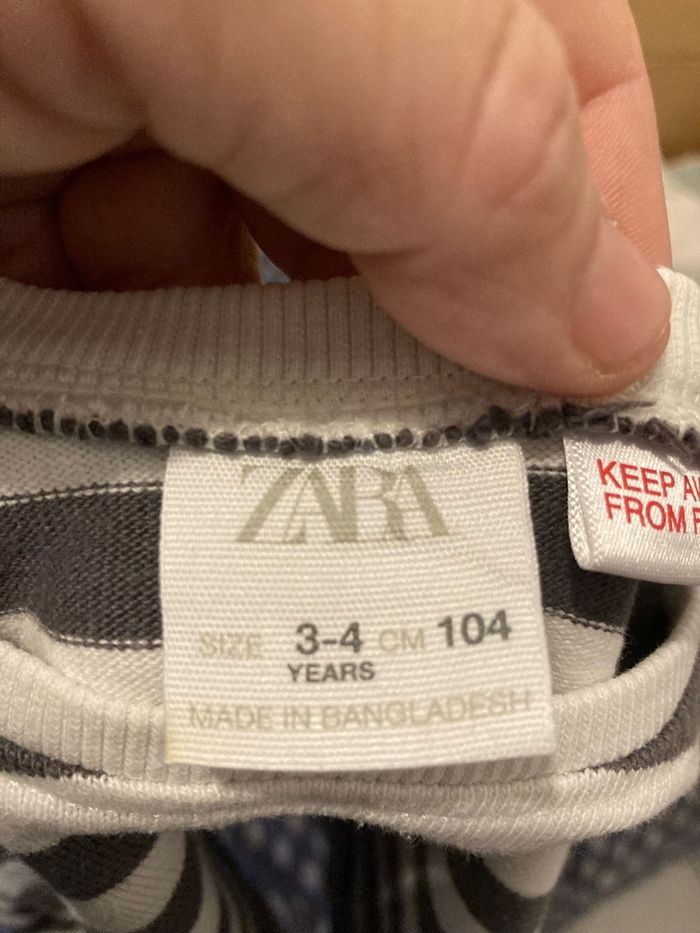 ZARA
SIZE 3-4 CM 104
YEARS
MADE IN BANGLADESH
KEEP
FROM